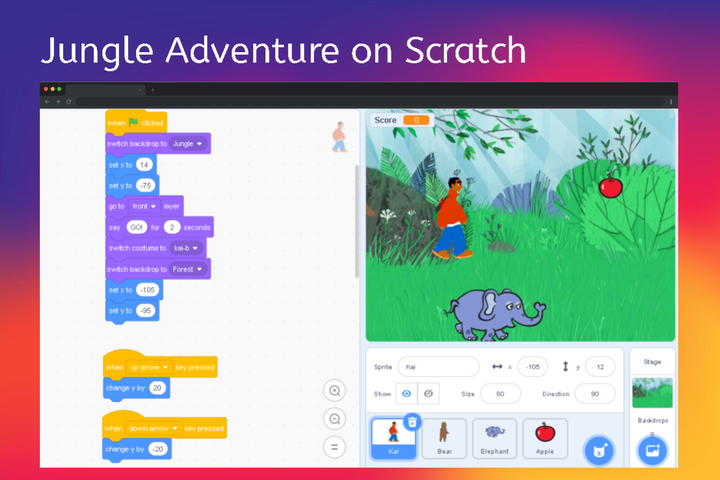 Jungle Adventure on Scratch
when clicked
switch backdrop to Jungle
set x to 14
set y to -75
go to front layer
say GO! for 2 seconds
switch costume to kai-b
switch backdrop to Forest
set x to -105
set y to -95
when up arrow key pressed
change y by 20
when down arrow key pressed
change y by -20
Score 0
Sprite Kai x -105 y 12
Show Size 80 Direction 90
Kai Bear Elephant Apple
Stage
Backdrops